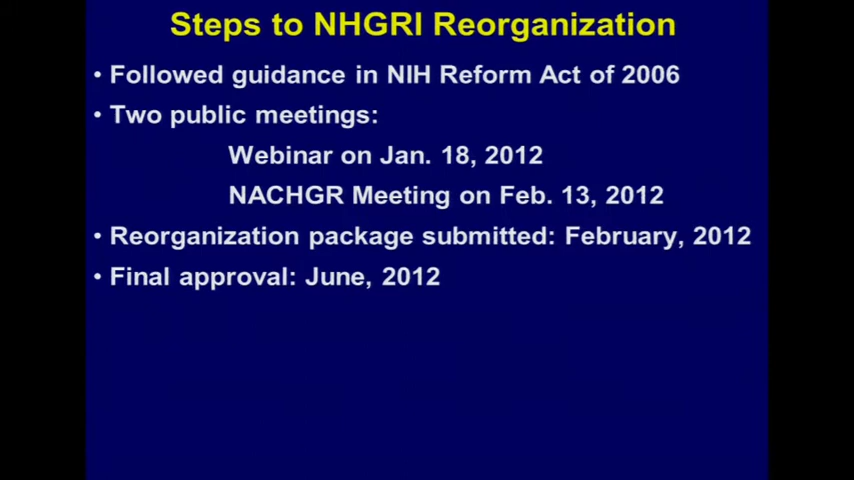 Steps to NHGRI Reorganization
• Followed guidance in NIH Reform Act of 2006
• Two public meetings:
Webinar on Jan. 18, 2012
NACHGR Meeting on Feb. 13, 2012
• Reorganization package submitted: February, 2012
• Final approval: June, 2012